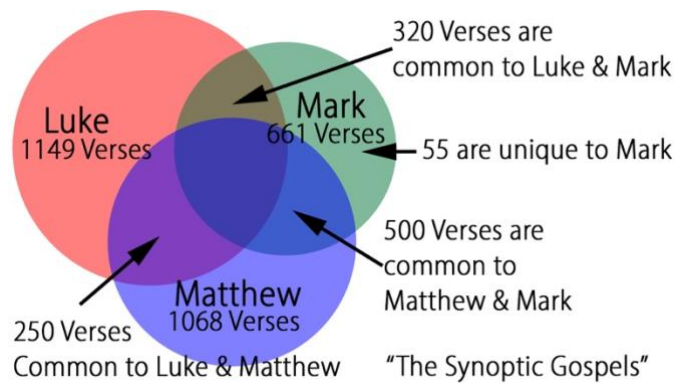 320 Verses are
common to Luke & Mark
Luke
1149 Verses
Mark
661 Verses
55 are unique to Mark
500 Verses are
common to
Matthew & Mark
Matthew
1068 Verses
250 Verses
Common to Luke & Matthew
“The Synoptic Gospels”